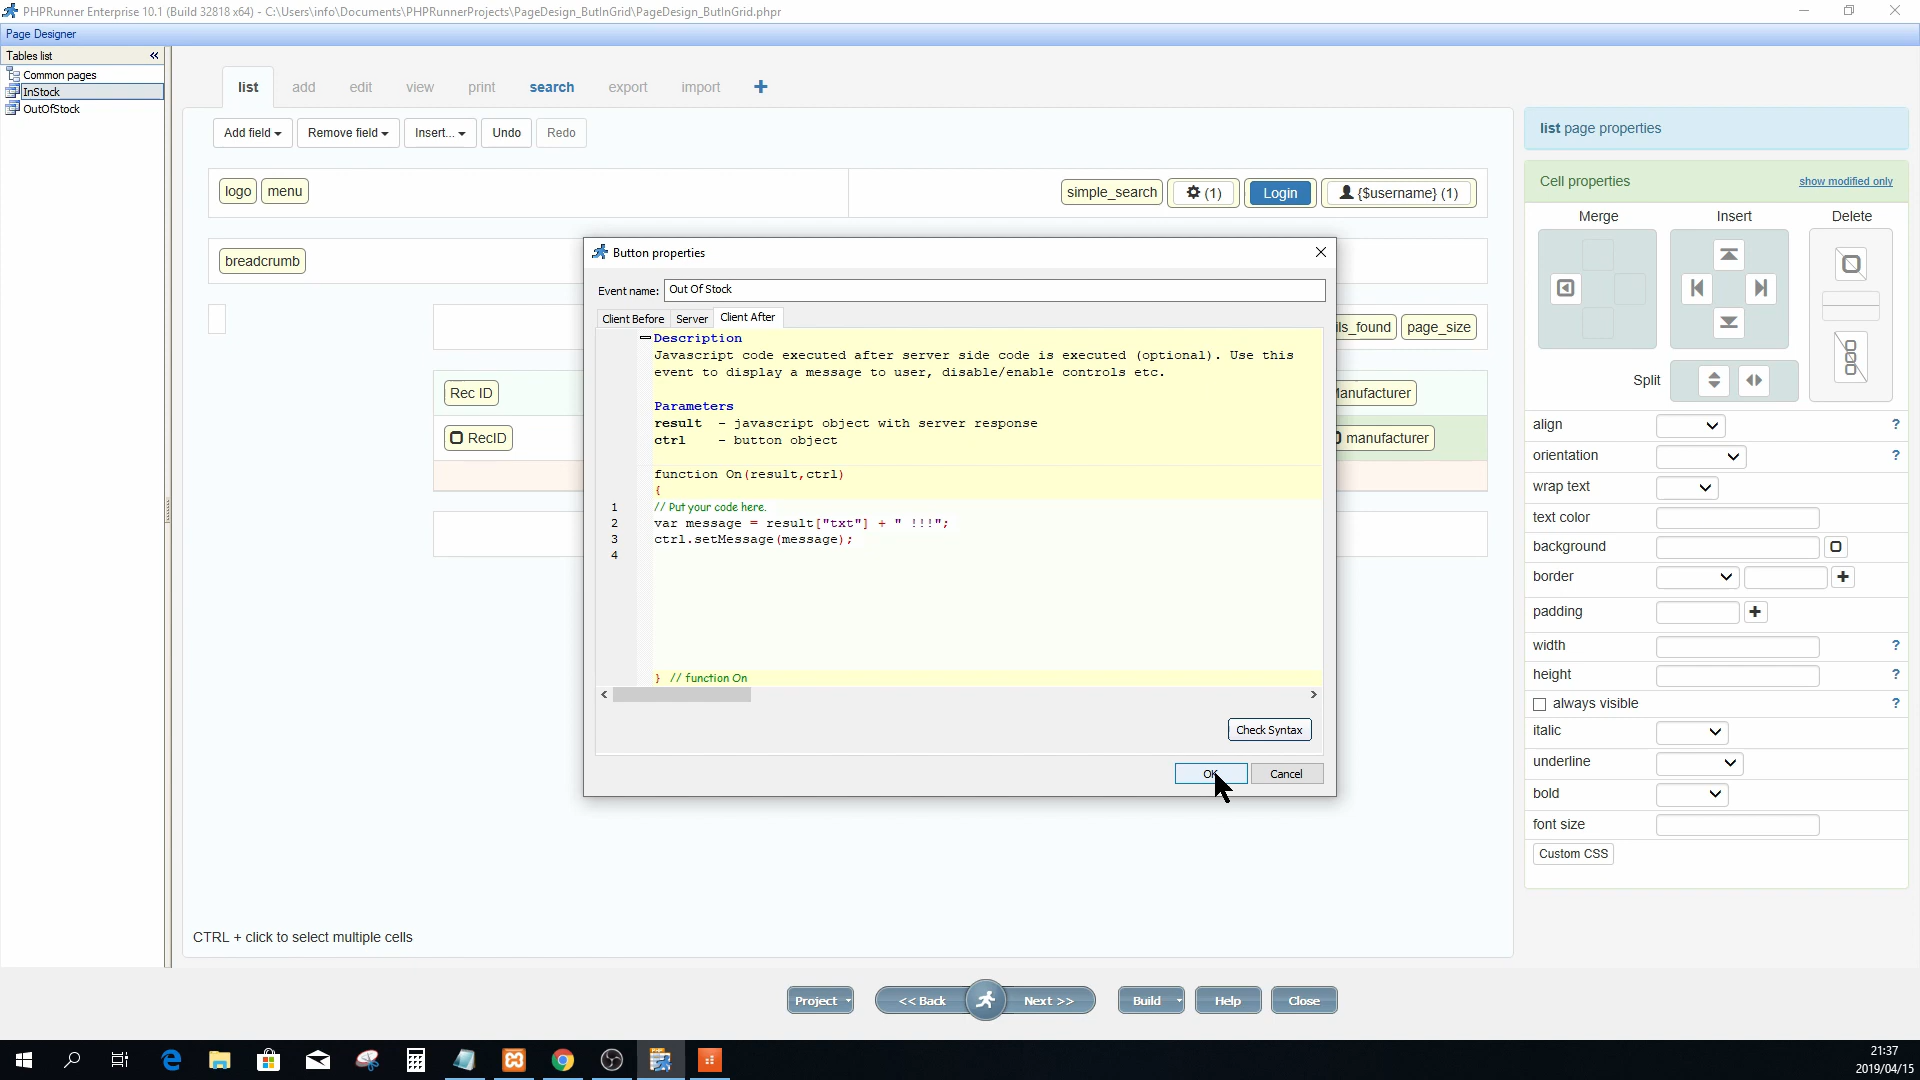 PHPRunner Enterprise 10.1 (Build 32818 x64) - C:\Users\info\Documents\PHPRunnerProjects\PageDesign_ButInGrid\PageDesign_ButInGrid.phpr
Page Designer
Tables list
Common pages
InStock
OutOfStock
list add edit view print search export import
Add field Remove field Insert... Undo Redo
logo menu simple_search (1) Login {$username} (1)
breadcrumb
ils_found page_size
Rec ID Manufacturer
RecID manufacturer
CTRL + click to select multiple cells
Button properties
Event name: Out Of Stock
Client Before Server Client After
Description
Javascript code executed after server side code is executed (optional). Use this
event to display a message to user, disable/enable controls etc.
Parameters
result - javascript object with server response
ctrl - button object
function On(result,ctrl)
{
1 // Put your code here.
2 var message = result["txt"] + " !!!";
3 ctrl.setMessage(message);
4
} // function On
Check Syntax
OK Cancel
list page properties
Cell properties show modified only
Merge Insert Delete
Split
align ?
orientation ?
wrap text
text color
background
border
padding
width ?
height ?
always visible ?
italic
underline
bold
font size
Custom CSS
Project << Back Next >> Build Help Close
21:37
2019/04/15